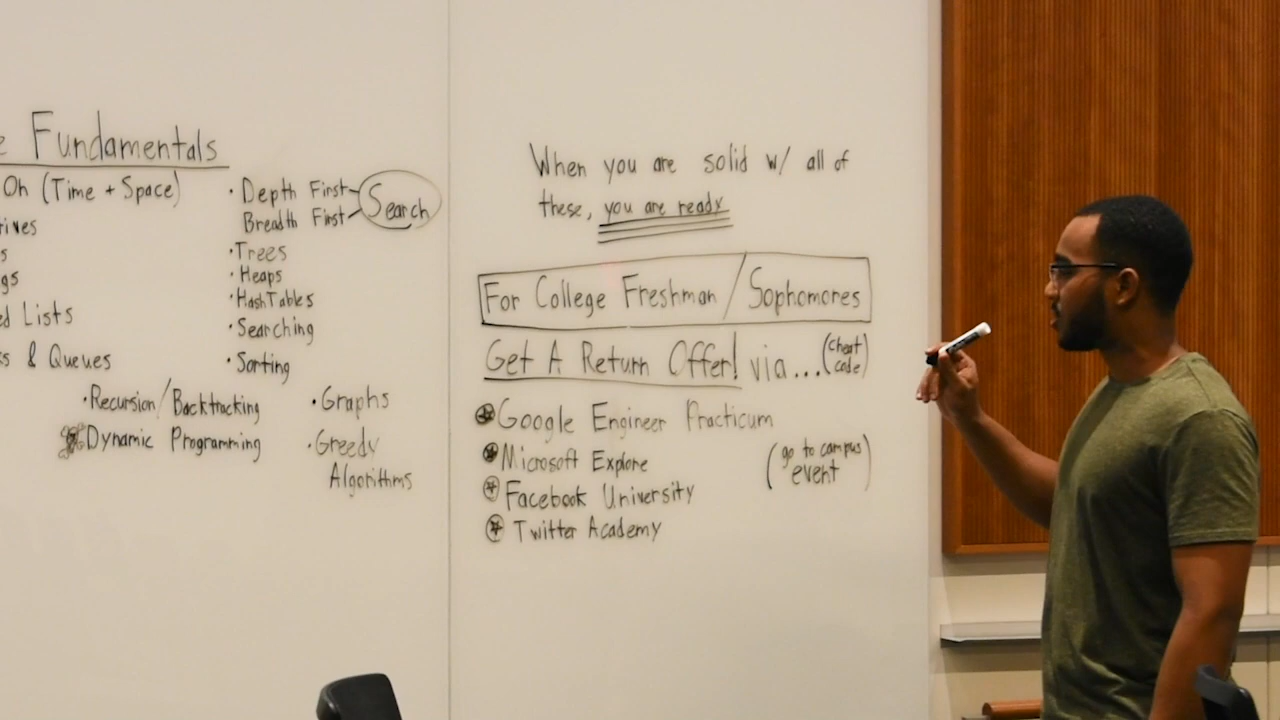 Fundamentals
Oh (Time + Space)
Lists
& Queues
• Depth First
Breadth First
Search
• Trees
• Heaps
• HashTables
• Searching
• Sorting
• Recursion/Backtracking
Dynamic Programming
• Graphs
• Greedy
Algorithms
When you are solid w/ all of
these, you are ready
For College Freshman / Sophomores
Get A Return Offer! via... (cheat
code)
Google Engineer Practicum
Microsoft Explore
(go to campus
event)
Facebook University
Twitter Academy